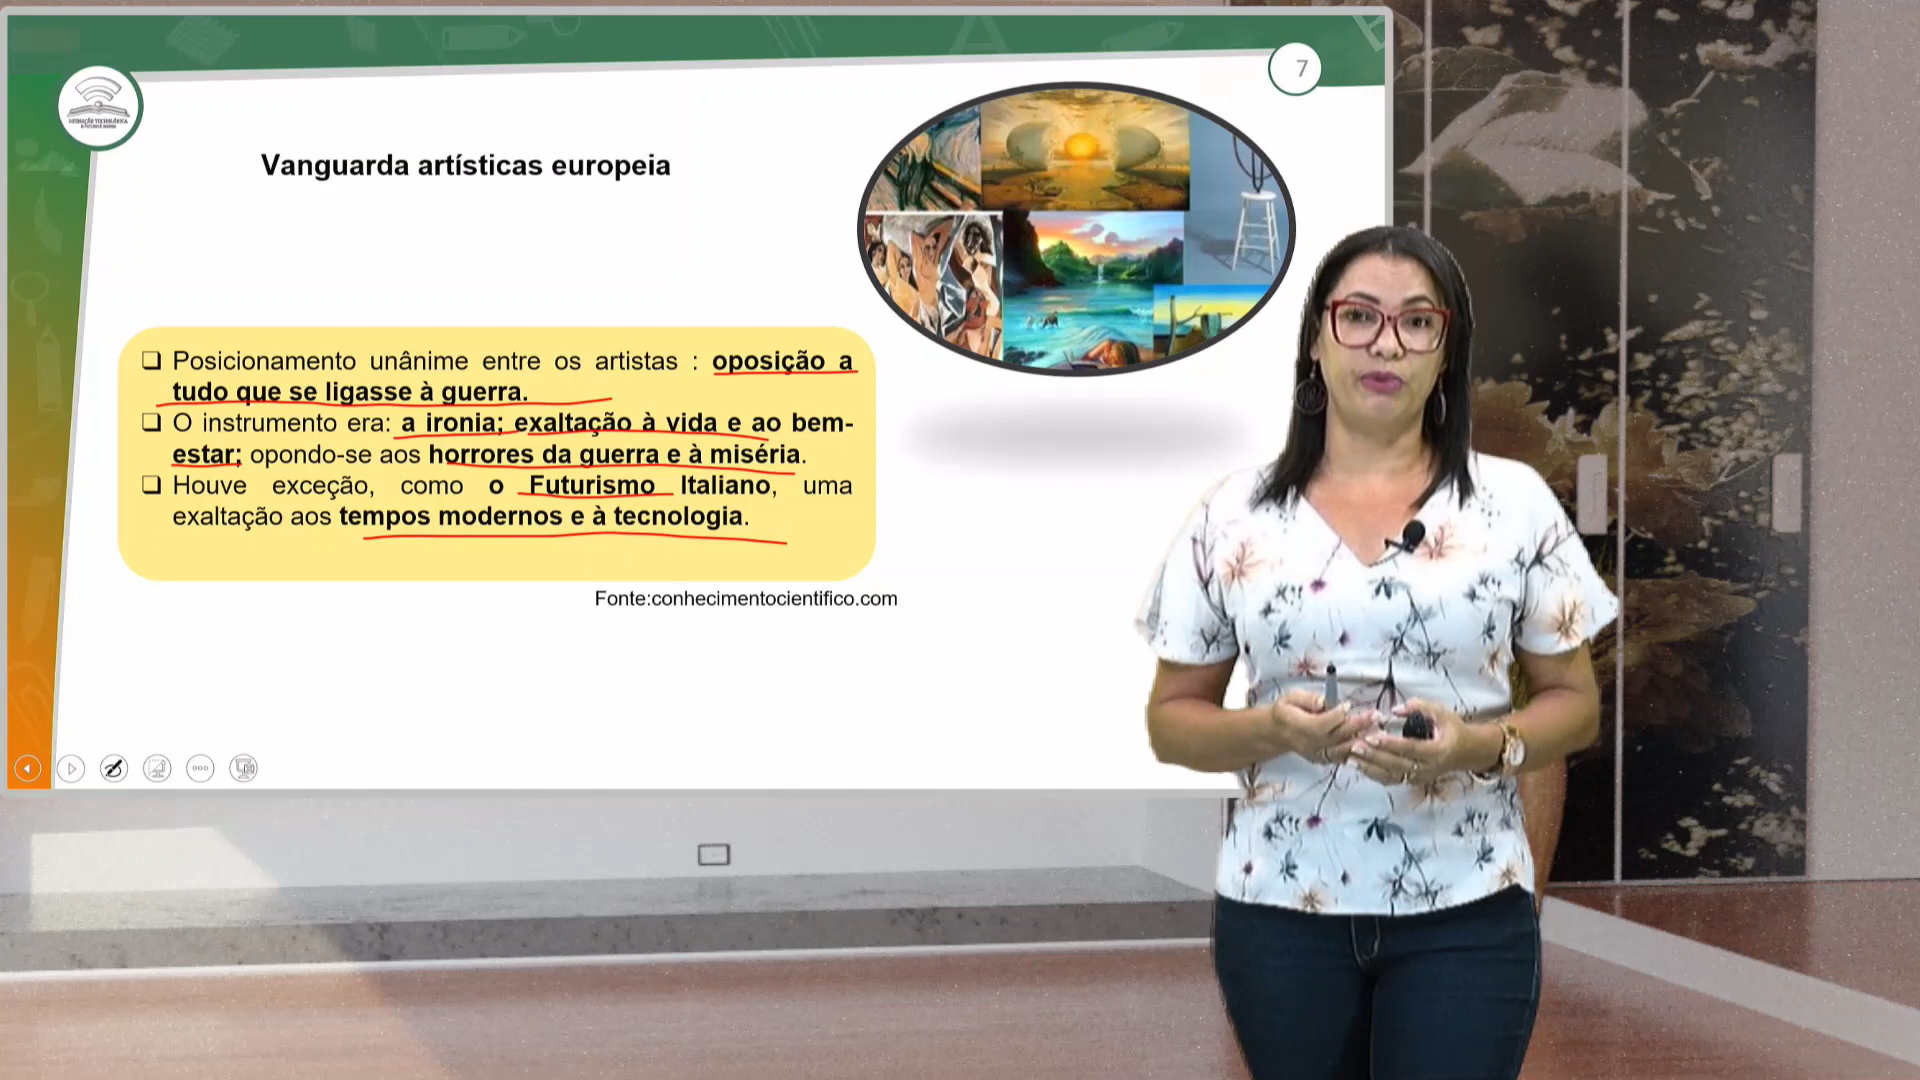 7
Vanguarda artísticas europeia
❑ Posicionamento unânime entre os artistas : oposição a
tudo que se ligasse à guerra.
❑ O instrumento era: a ironia; exaltação à vida e ao bem-
estar; opondo-se aos horrores da guerra e à miséria.
❑ Houve exceção, como o Futurismo Italiano, uma
exaltação aos tempos modernos e à tecnologia.
Fonte:conhecimentocientifico.com